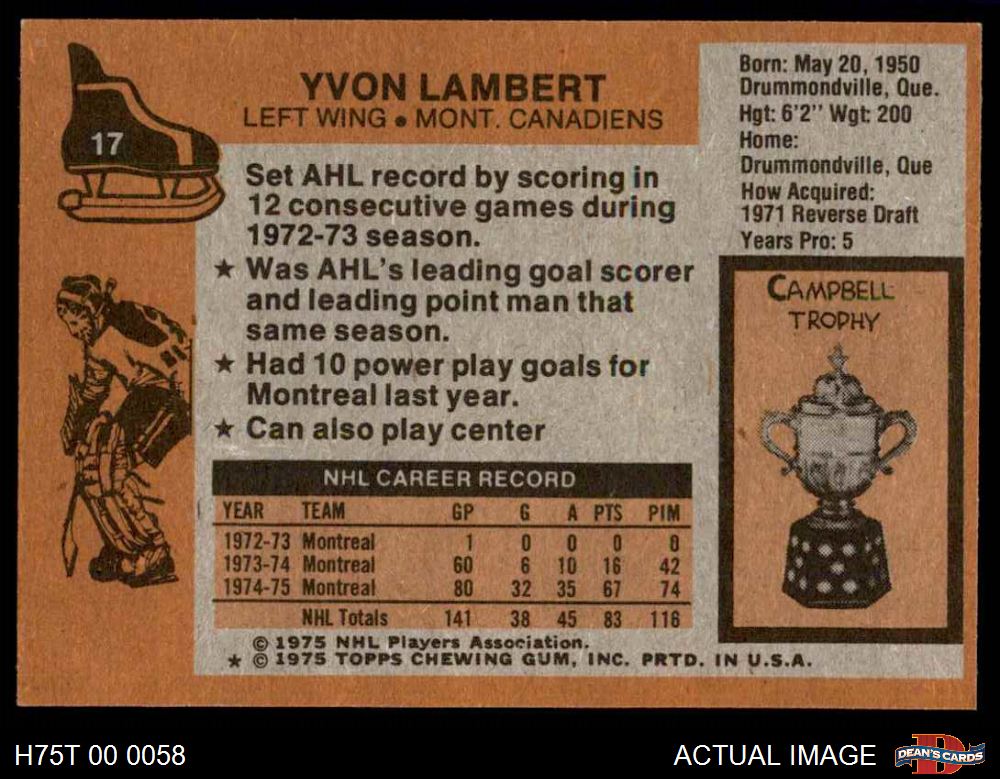 17
YVON LAMBERT
LEFT WING • MONT. CANADIENS
Set AHL record by scoring in
12 consecutive games during
1972-73 season.
★ Was AHL's leading goal scorer
and leading point man that
same season.
★ Had 10 power play goals for
Montreal last year.
★ Can also play center
Born: May 20, 1950
Drummondville, Que.
Hgt: 6'2'' Wgt: 200
Home:
Drummondville, Que
How Acquired:
1971 Reverse Draft
Years Pro: 5
CAMPBELL
TROPHY
NHL CAREER RECORD
YEAR TEAM GP G A PTS PIM
1972-73 Montreal 1 0 0 0 0
1973-74 Montreal 60 6 10 16 42
1974-75 Montreal 80 32 35 67 74
NHL Totals 141 38 45 83 116
© 1975 NHL Players Association.
★ © 1975 TOPPS CHEWING GUM, INC. PRTD. IN U.S.A.
H75T 00 0058
ACTUAL IMAGE
DEAN'S CARDS